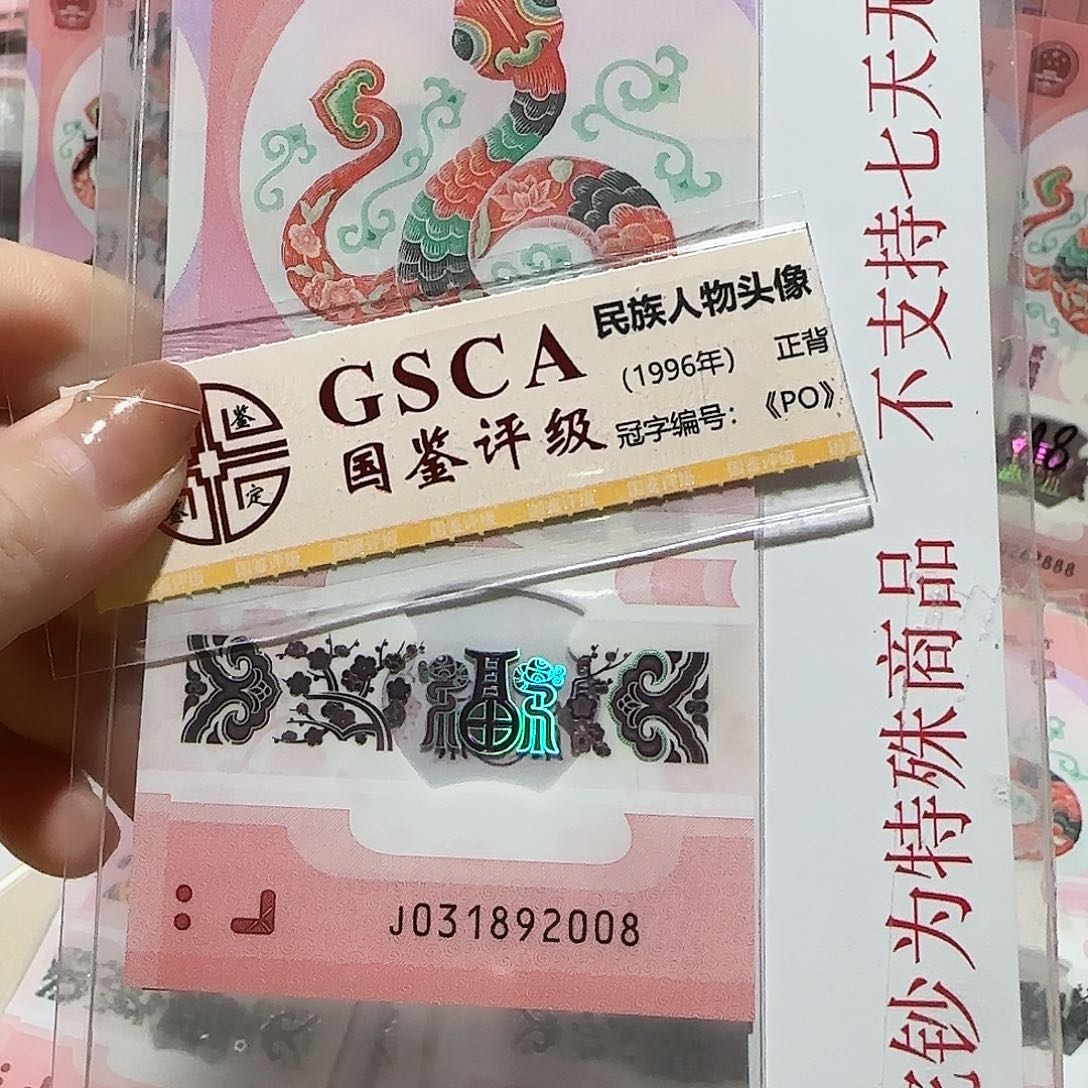 GSCA
国鉴评级
鉴
定
民族人物头像
(1996年) 正背
冠字编号：《PO》
J031892008
钞为特殊商品 不支持七天无